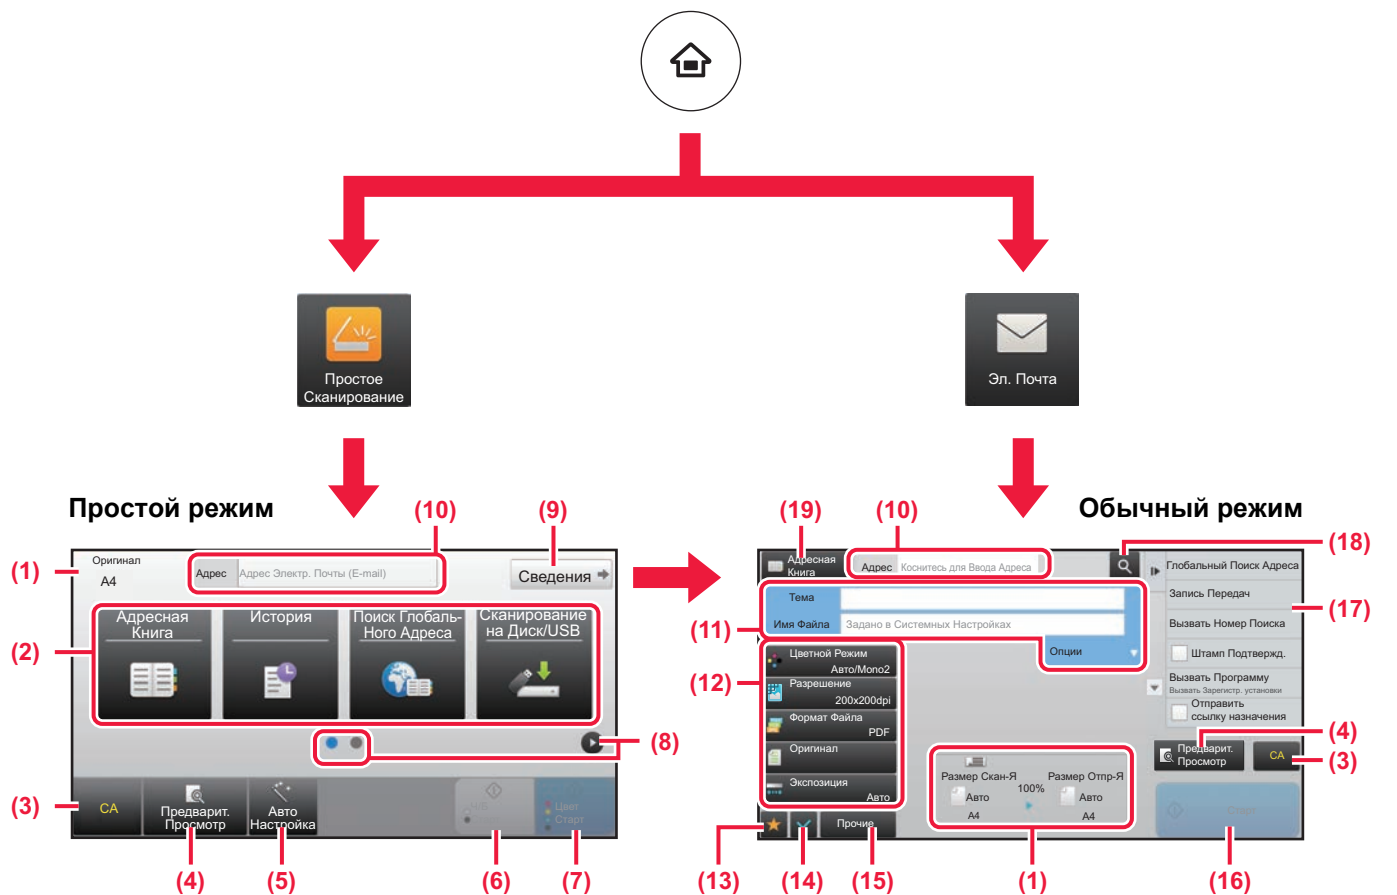 Простое
Сканирование
Эл. Почта
Простой режим
Обычный режим
(10)
(9)
(1)
Оригинал
A4
Адрес
Адрес Электр. Почты (E-mail)
Сведения
(2)
Адресная
Книга
История
Поиск Глобаль-
Ного Адреса
Сканирование
на Диск/USB
(8)
(3)
CA
Предварит.
Просмотр
Авто
Настройка
Ч/Б
Старт
Цвет
Старт
(4)
(5)
(6)
(7)
(19)
(10)
(18)
Адресная
Книга
Адрес
Коснитесь для Ввода Адреса
(11)
Тема
Имя Файла
Задано в Системных Настройках
Опции
(12)
Цветной Режим
Авто/Mono2
Разрешение
200x200dpi
Формат Файла
PDF
Оригинал
Экспозиция
Авто
Прочие
Размер Скан-Я
Авто
A4
100%
Размер Отпр-Я
Авто
A4
Глобальный Поиск Адреса
Запись Передач
(17)
Вызвать Номер Поиска
Штамп Подтвержд.
Вызвать Программу
Вызвать Зарегистр. установки
Отправить
ссылку назначения
(4)
Предварит.
Просмотр
CA
(3)
Старт
(13)
(14)
(15)
(1)
(16)